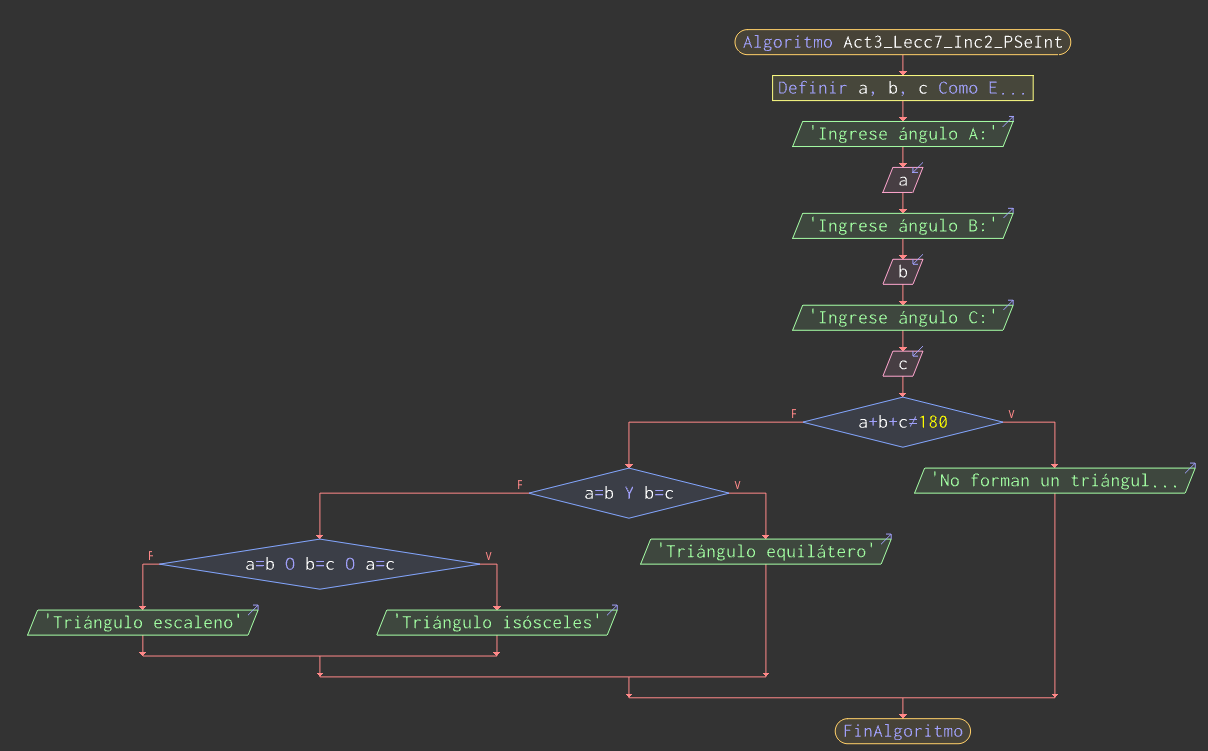 Algoritmo Act3_Lecc7_Inc2_PSeInt
Definir a, b, c Como E...
'Ingrese ángulo A:'
a
'Ingrese ángulo B:'
b
'Ingrese ángulo C:'
c
F
a+b+c≠180
V
'No forman un triángul...
F
a=b Y b=c
V
'Triángulo equilátero'
F
a=b O b=c O a=c
V
'Triángulo escaleno'
'Triángulo isósceles'
FinAlgoritmo